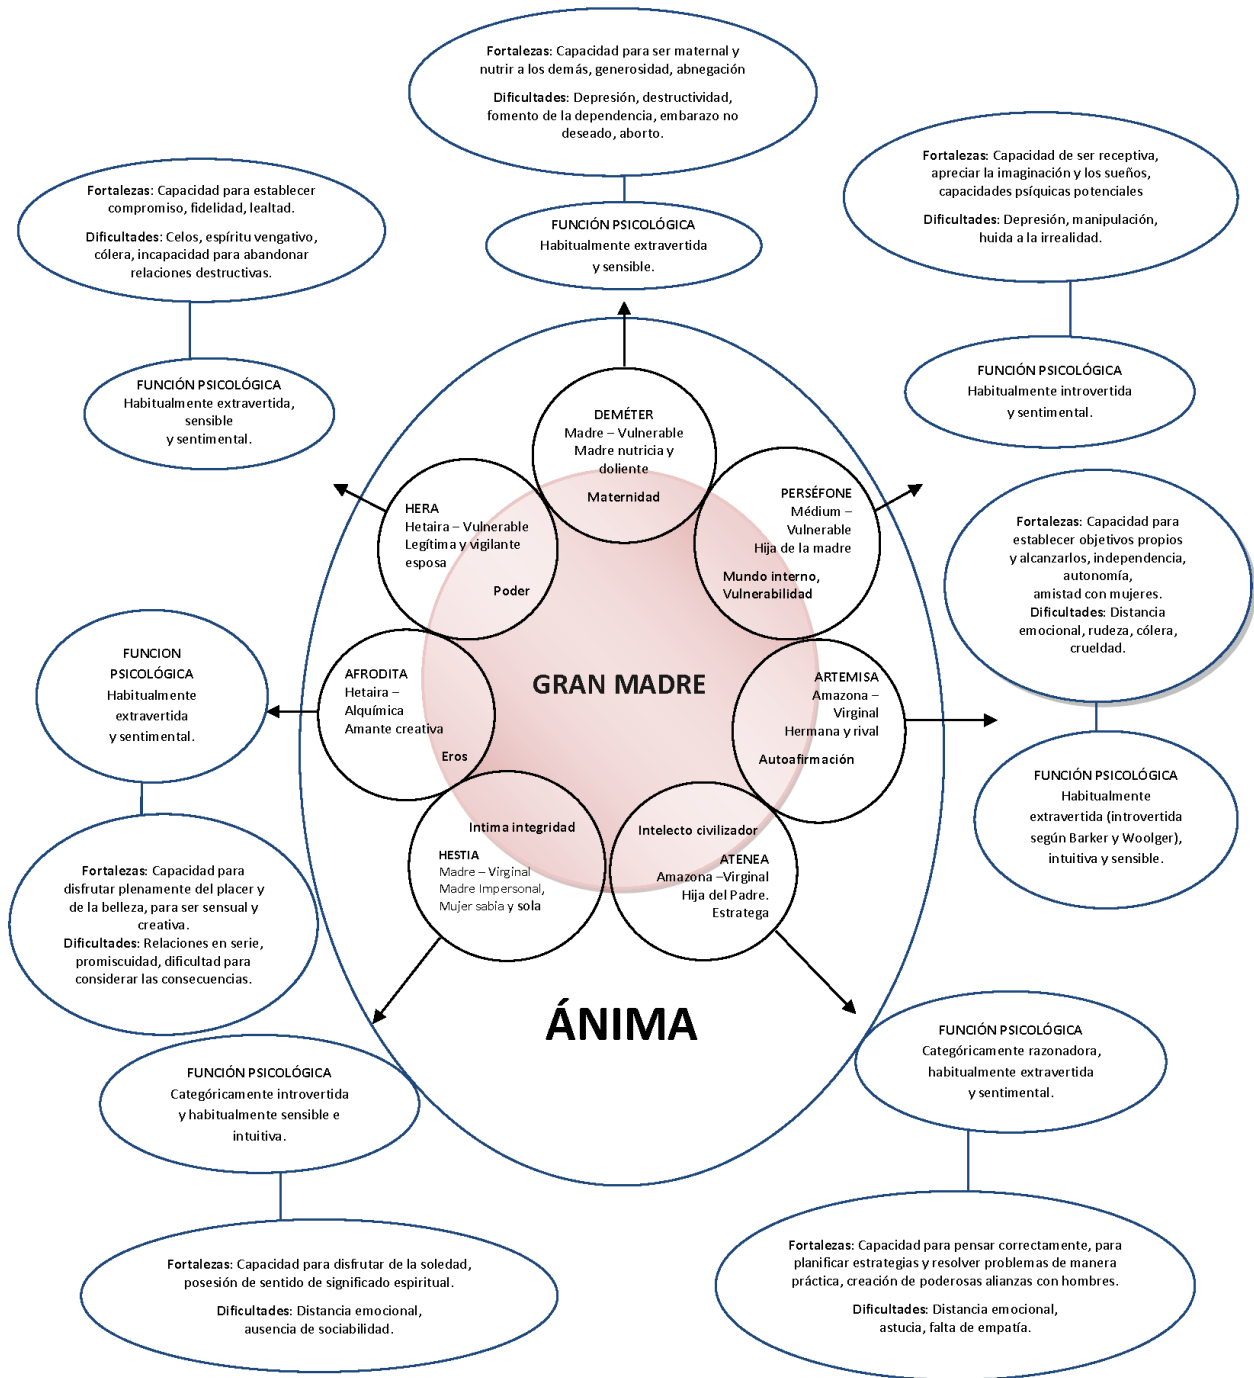 Fortalezas: Capacidad para ser maternal y
nutrir a los demás, generosidad, abnegación
Dificultades: Depresión, destructividad,
fomento de la dependencia, embarazo no
deseado, aborto.
FUNCIÓN PSICOLÓGICA
Habitualmente extravertida
y sensible.
Fortalezas: Capacidad para establecer
compromiso, fidelidad, lealtad.
Dificultades: Celos, espíritu vengativo,
cólera, incapacidad para abandonar
relaciones destructivas.
FUNCIÓN PSICOLÓGICA
Habitualmente extravertida,
sensible
y sentimental.
Fortalezas: Capacidad de ser receptiva,
apreciar la imaginación y los sueños,
capacidades psíquicas potenciales
Dificultades: Depresión, manipulación,
huida a la irrealidad.
FUNCIÓN PSICOLÓGICA
Habitualmente introvertida
y sentimental.
DEMÉTER
Madre – Vulnerable
Madre nutricia y
doliente
Maternidad
HERA
Hetaira – Vulnerable
Legítima y vigilante
esposa
Poder
PERSÉFONE
Médium –
Vulnerable
Hija de la madre
Mundo interno,
Vulnerabilidad
Fortalezas: Capacidad para
establecer objetivos propios
y alcanzarlos, independencia,
autonomía,
amistad con mujeres.
Dificultades: Distancia
emocional, rudeza, cólera,
crueldad.
FUNCIÓN PSICOLÓGICA
Habitualmente
extravertida (introvertida
según Barker y Woolger),
intuitiva y sensible.
FUNCION
PSICOLÓGICA
Habitualmente
extravertida
y sentimental.
AFRODITA
Hetaira –
Alquímica
Amante creativa
Eros
GRAN MADRE
ARTEMISA
Amazona –
Virginal
Hermana y rival
Autoafirmación
Fortalezas: Capacidad para
disfrutar plenamente del placer y
de la belleza, para ser sensual y
creativa.
Dificultades: Relaciones en serie,
promiscuidad, dificultad para
considerar las consecuencias.
Intima integridad
HESTIA
Madre – Virginal
Madre Impersonal,
Mujer sabia y sola
Intelecto civilizador
ATENEA
Amazona –Virginal
Hija del Padre.
Estratega
ÁNIMA
FUNCIÓN PSICOLÓGICA
Categóricamente introvertida
y habitualmente sensible e
intuitiva.
FUNCIÓN PSICOLÓGICA
Categóricamente razonadora,
habitualmente extravertida
y sentimental.
Fortalezas: Capacidad para disfrutar de la soledad,
posesión de sentido de significado espiritual.
Dificultades: Distancia emocional,
ausencia de sociabilidad.
Fortalezas: Capacidad para pensar correctamente, para
planificar estrategias y resolver problemas de manera
práctica, creación de poderosas alianzas con hombres.
Dificultades: Distancia emocional,
astucia, falta de empatía.